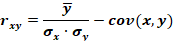 r_xy = y̅ / (σ_x · σ_y) − cov(x, y)